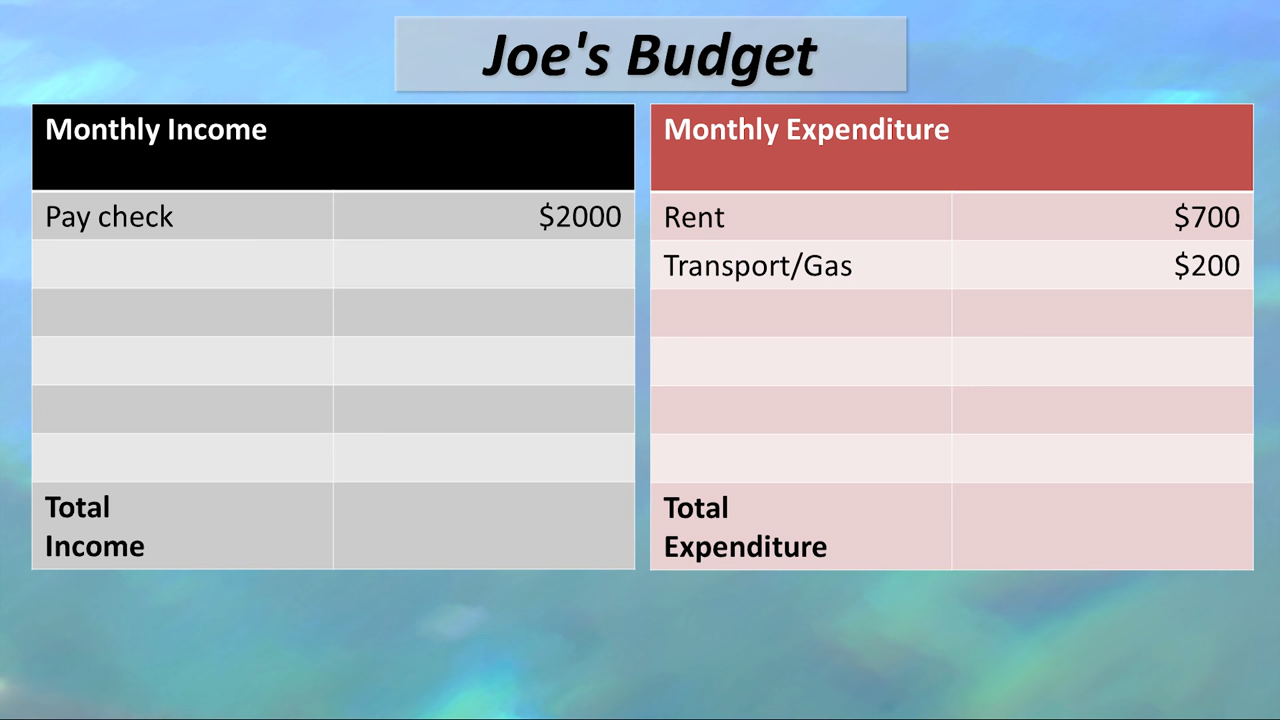 Joe's Budget
Monthly Income
Pay check $2000
Total
Income
Monthly Expenditure
Rent $700
Transport/Gas $200
Total
Expenditure